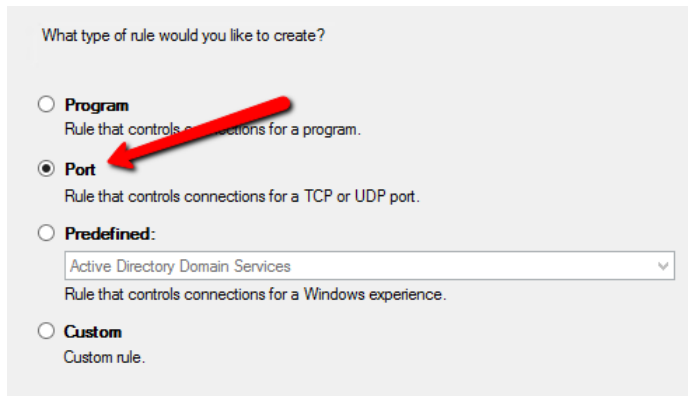 What type of rule would you like to create?
Program
Rule that controls connections for a program.
Port
Rule that controls connections for a TCP or UDP port.
Predefined:
Active Directory Domain Services
Rule that controls connections for a Windows experience.
Custom
Custom rule.